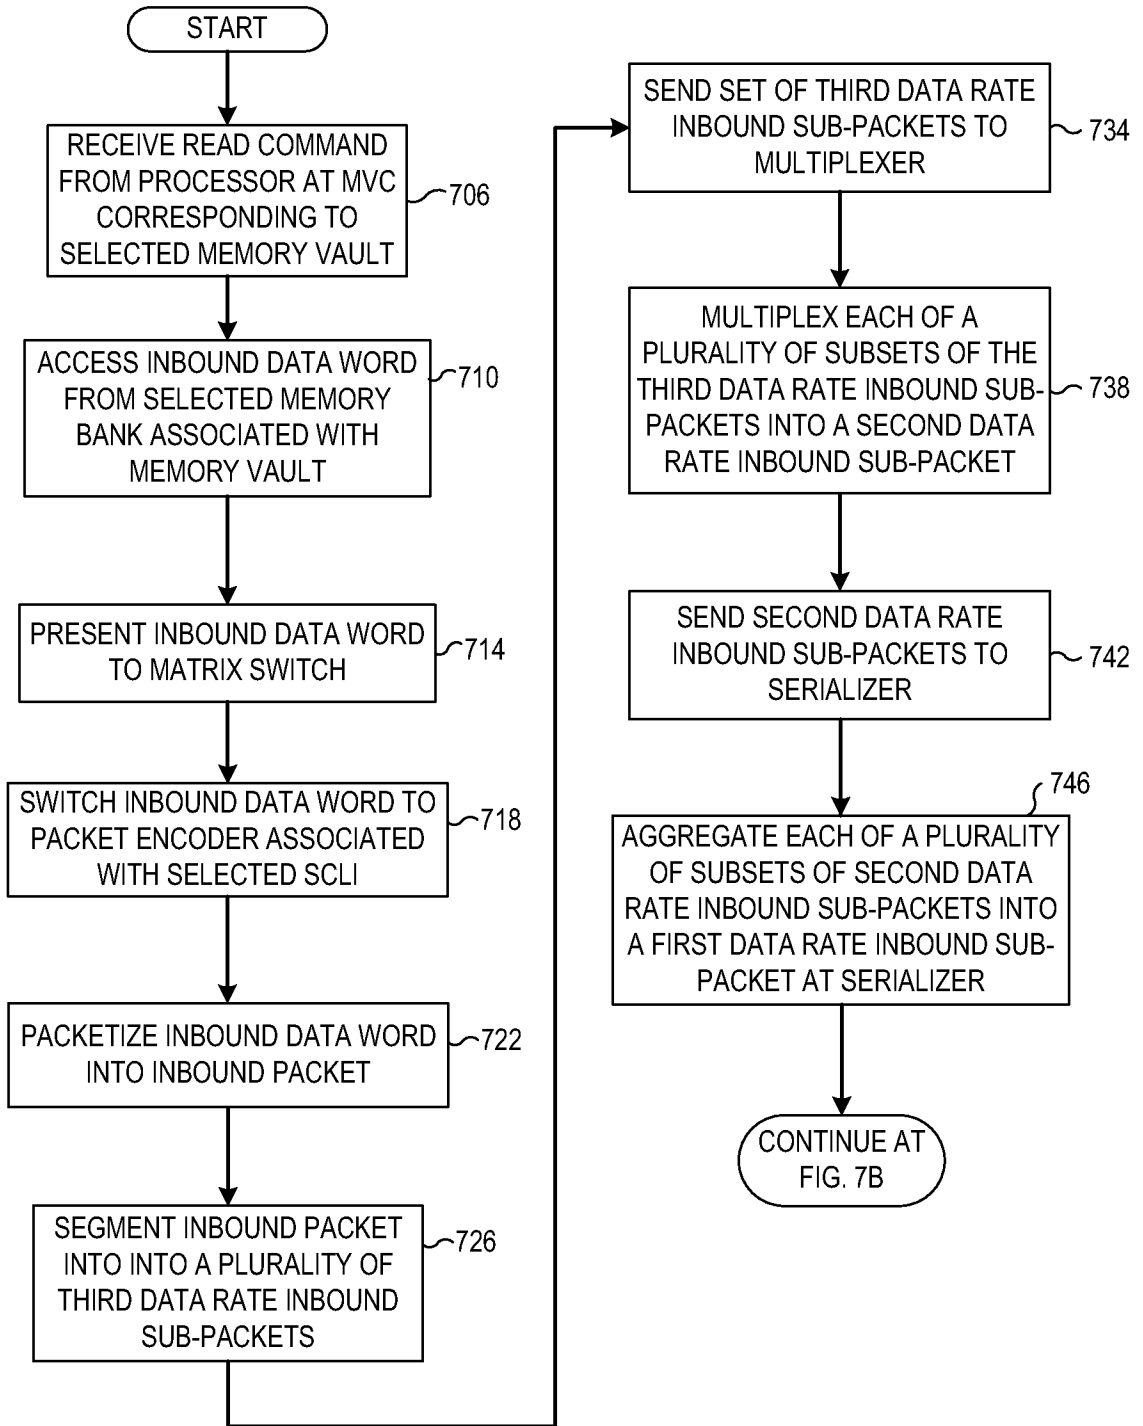 START
RECEIVE READ COMMAND
FROM PROCESSOR AT MVC
CORRESPONDING TO
SELECTED MEMORY VAULT
706
ACCESS INBOUND DATA WORD
FROM SELECTED MEMORY
BANK ASSOCIATED WITH
MEMORY VAULT
710
PRESENT INBOUND DATA WORD
TO MATRIX SWITCH
714
SWITCH INBOUND DATA WORD TO
PACKET ENCODER ASSOCIATED
WITH SELECTED SCLI
718
PACKETIZE INBOUND DATA WORD
INTO INBOUND PACKET
722
SEGMENT INBOUND PACKET
INTO INTO A PLURALITY OF
THIRD DATA RATE INBOUND
SUB-PACKETS
726
SEND SET OF THIRD DATA RATE
INBOUND SUB-PACKETS TO
MULTIPLEXER
734
MULTIPLEX EACH OF A
PLURALITY OF SUBSETS OF THE
THIRD DATA RATE INBOUND SUB-
PACKETS INTO A SECOND DATA
RATE INBOUND SUB-PACKET
738
SEND SECOND DATA RATE
INBOUND SUB-PACKETS TO
SERIALIZER
742
746
AGGREGATE EACH OF A PLURALITY
OF SUBSETS OF SECOND DATA
RATE INBOUND SUB-PACKETS INTO
A FIRST DATA RATE INBOUND SUB-
PACKET AT SERIALIZER
CONTINUE AT
FIG. 7B